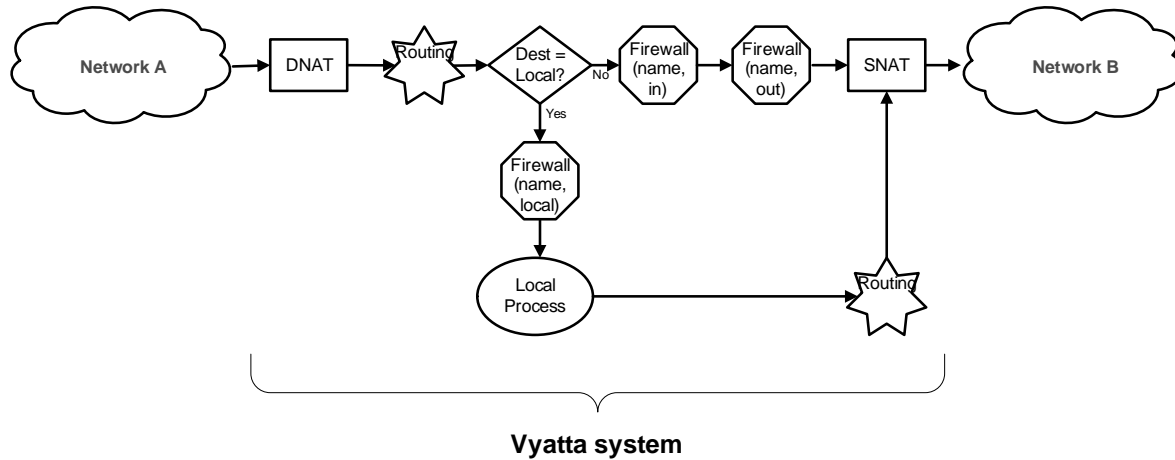 Network A
DNAT
Routing
Dest =
Local?
No
Yes
Firewall
(name,
in)
Firewall
(name,
out)
SNAT
Network B
Firewall
(name,
local)
Local
Process
Routing
Vyatta system